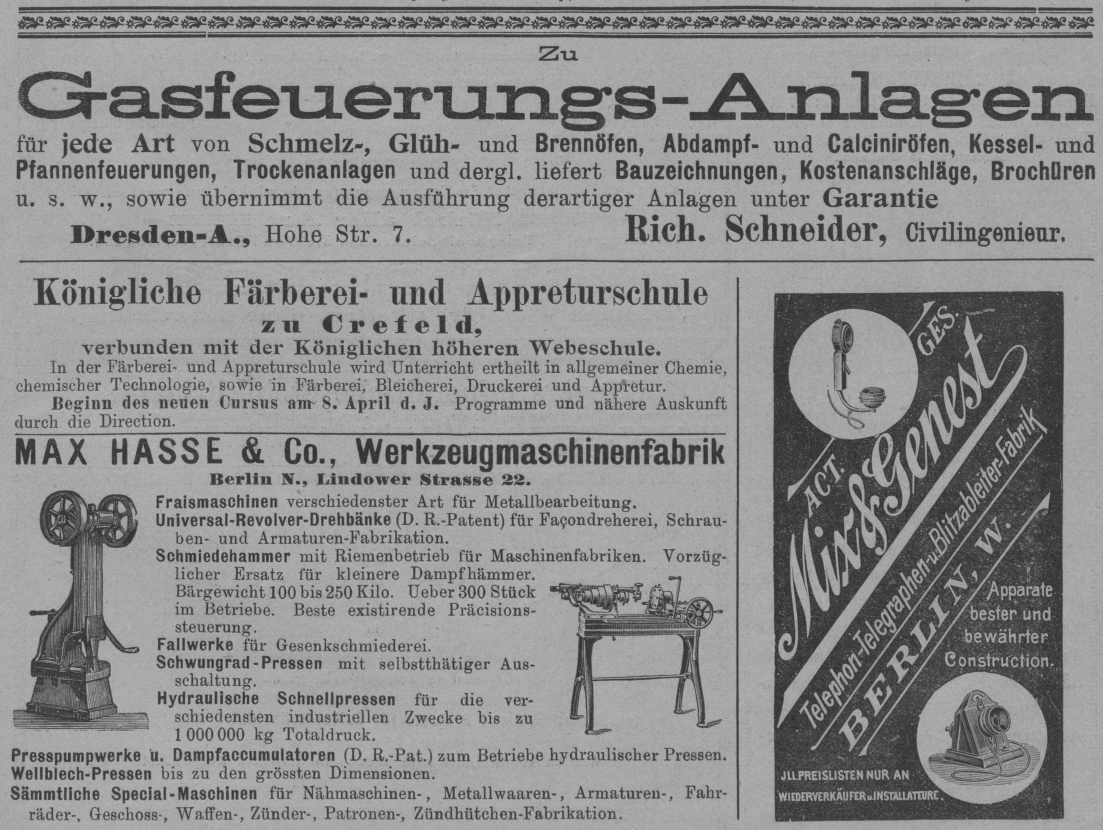 Zu
Gasfeuerungs-Anlagen
für jede Art von Schmelz-, Glüh- und Brennöfen, Abdampf- und Calciniröfen, Kessel- und
Pfannenfeuerungen, Trockenanlagen und dergl. liefert Bauzeichnungen, Kostenanschläge, Brochüren
u. s. w., sowie übernimmt die Ausführung derartiger Anlagen unter Garantie
Dresden-A., Hohe Str. 7. Rich. Schneider, Civilingenieur.
Königliche Färberei- und Appreturschule
zu Crefeld,
verbunden mit der Königlichen höheren Webeschule.
In der Färberei- und Appreturschule wird Unterricht ertheilt in allgemeiner Chemie,
chemischer Technologie, sowie in Färberei, Bleicherei, Druckerei und Appretur.
Beginn des neuen Cursus am 8. April d. J. Programme und nähere Auskunft
durch die Direction.
MAX HASSE & Co., Werkzeugmaschinenfabrik
Berlin N., Lindower Strasse 22.
Fraismaschinen verschiedenster Art für Metallbearbeitung.
Universal-Revolver-Drehbänke (D. R.-Patent) für Façondreherei, Schrau-
ben- und Armaturen-Fabrikation.
Schmiedehammer mit Riemenbetrieb für Maschinenfabriken. Vorzüg-
licher Ersatz für kleinere Dampfhämmer.
Bärgewicht 100 bis 250 Kilo. Ueber 300 Stück
im Betriebe. Beste existirende Präcisions-
steuerung.
Fallwerke für Gesenkschmiederei.
Schwungrad-Pressen mit selbstthätiger Aus-
schaltung.
Hydraulische Schnellpressen für die ver-
schiedensten industriellen Zwecke bis zu
1 000 000 kg Totaldruck.
Presspumpwerke u. Dampfaccumulatoren (D. R.-Pat.) zum Betriebe hydraulischer Pressen.
Wellblech-Pressen bis zu den grössten Dimensionen.
Sämmtliche Special-Maschinen für Nähmaschinen-, Metallwaaren-, Armaturen-, Fahr-
räder-, Geschoss-, Waffen-, Zünder-, Patronen-, Zündhütchen-Fabrikation.
ACT. GES.
Mix & Genest
Telephon-Telegraphen-u. Blitzableiter-Fabrik
BERLIN, W.
Apparate
bester und
bewährter
Construction.
JLL. PREISLISTEN NUR AN
WIEDERVERKÄUFER u. INSTALLATEURE.